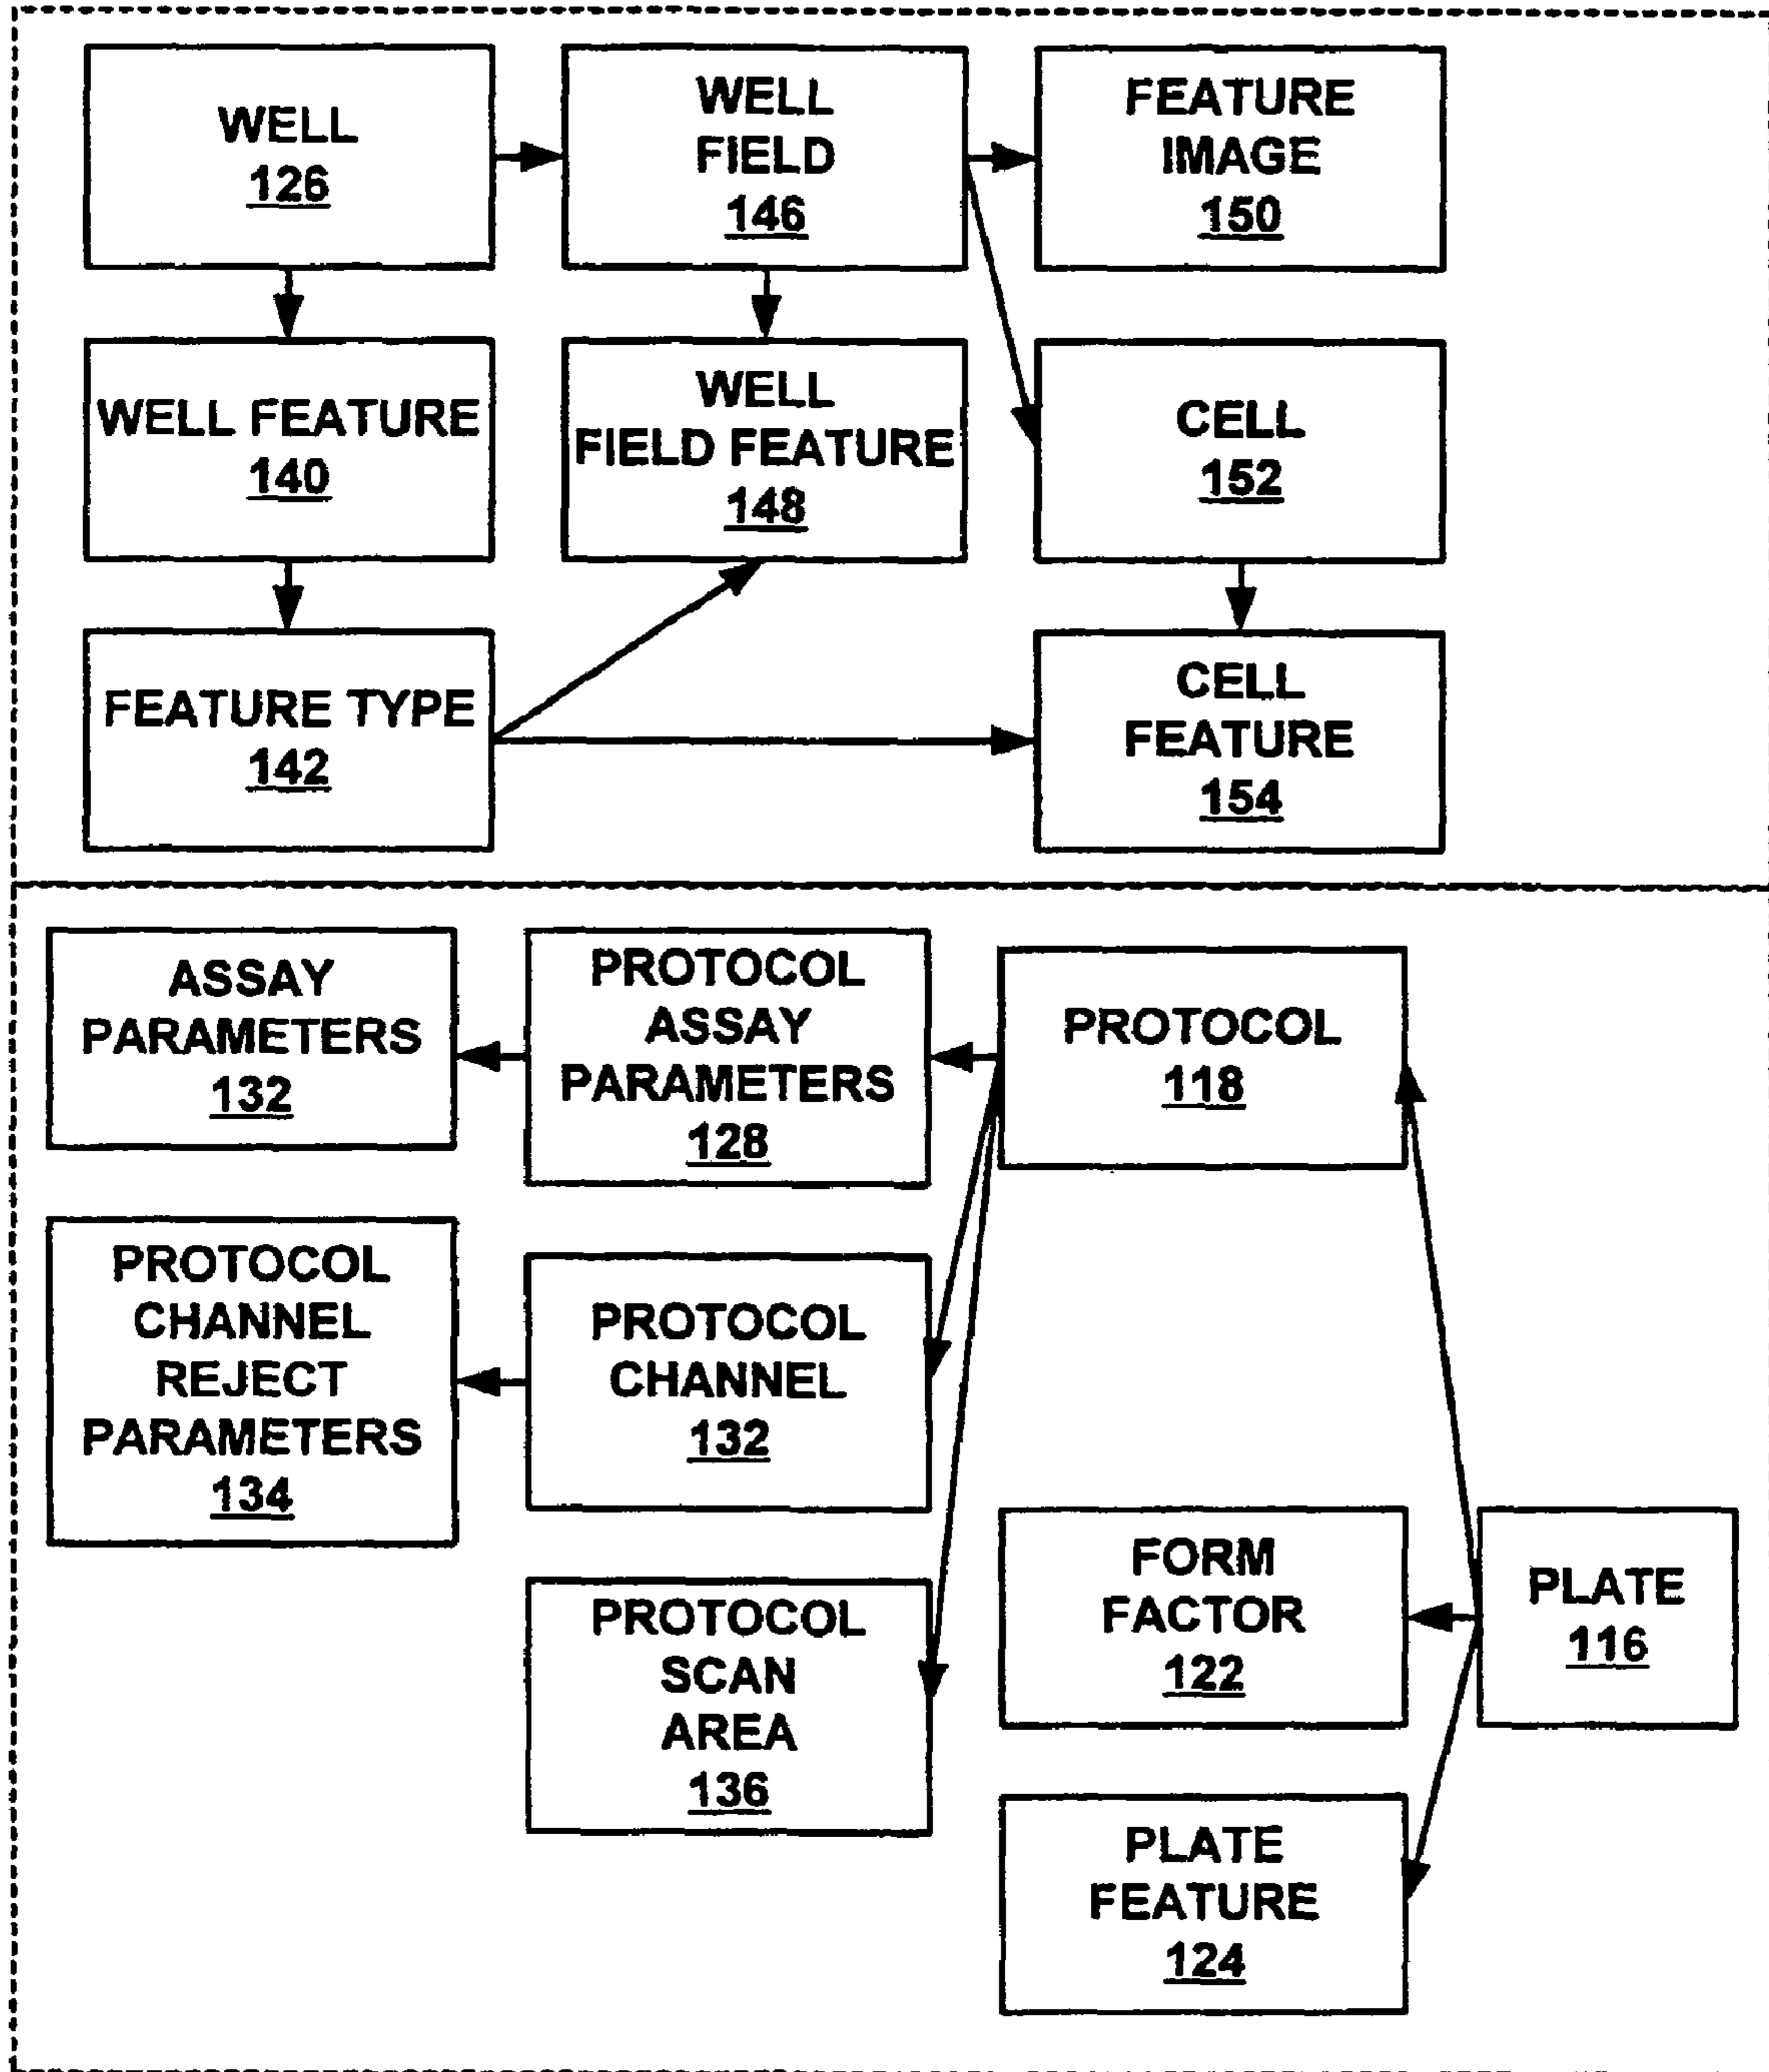 WELL
126
WELL
FIELD
146
FEATURE
IMAGE
150
WELL FEATURE
140
WELL
FIELD FEATURE
148
CELL
152
FEATURE TYPE
142
CELL
FEATURE
154
ASSAY
PARAMETERS
132
PROTOCOL
ASSAY
PARAMETERS
128
PROTOCOL
118
PROTOCOL
CHANNEL
REJECT
PARAMETERS
134
PROTOCOL
CHANNEL
132
FORM
FACTOR
122
PLATE
116
PROTOCOL
SCAN
AREA
136
PLATE
FEATURE
124